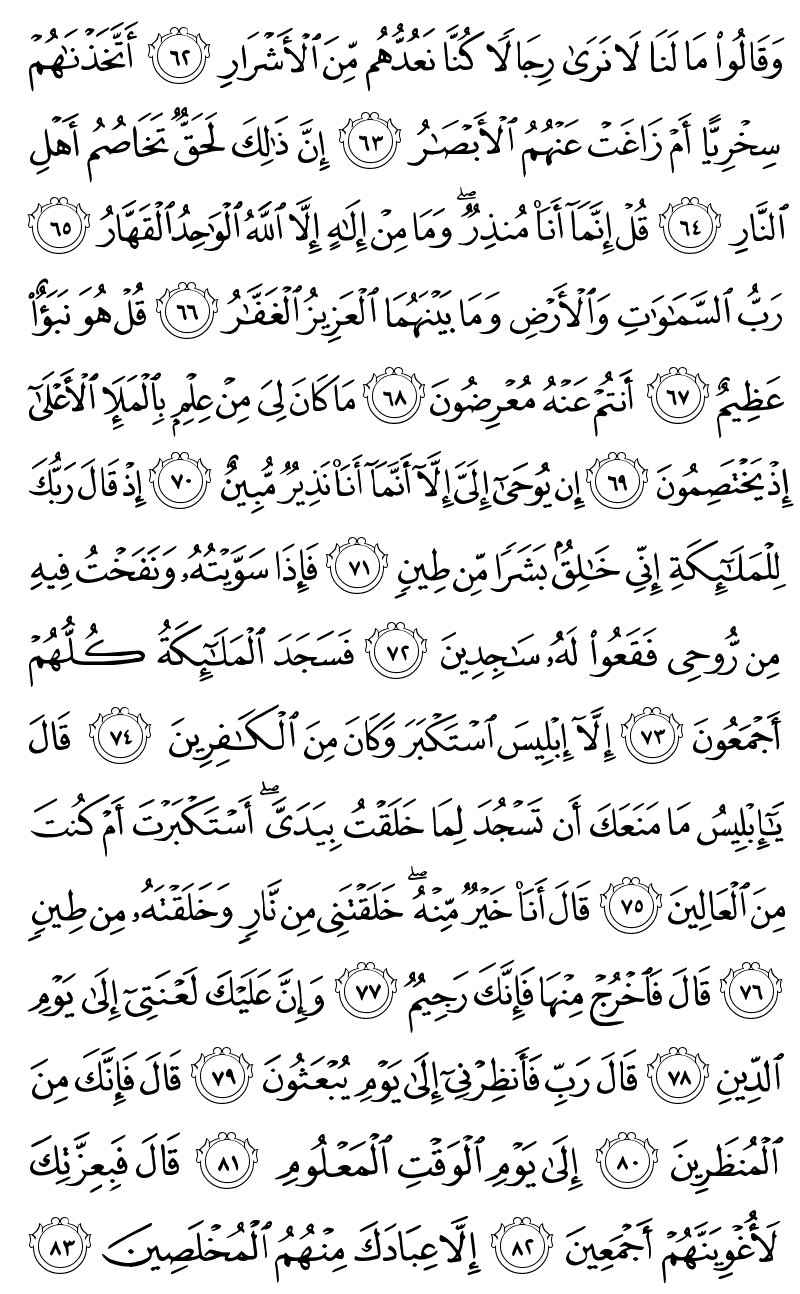 وَقَالُوا۟ مَا لَنَا لَا نَرَىٰ رِجَالًا كُنَّا نَعُدُّهُم مِّنَ ٱلْأَشْرَارِ ٦٢ أَتَّخَذْنَٰهُمْ
سِخْرِيًّا أَمْ زَاغَتْ عَنْهُمُ ٱلْأَبْصَٰرُ ٦٣ إِنَّ ذَٰلِكَ لَحَقٌّ تَخَاصُمُ أَهْلِ
ٱلنَّارِ ٦٤ قُلْ إِنَّمَآ أَنَا۠ مُنذِرٌ ۖ وَمَا مِنْ إِلَٰهٍ إِلَّا ٱللَّهُ ٱلْوَٰحِدُ ٱلْقَهَّارُ ٦٥
رَبُّ ٱلسَّمَٰوَٰتِ وَٱلْأَرْضِ وَمَا بَيْنَهُمَا ٱلْعَزِيزُ ٱلْغَفَّٰرُ ٦٦ قُلْ هُوَ نَبَؤٌا۟
عَظِيمٌ ٦٧ أَنتُمْ عَنْهُ مُعْرِضُونَ ٦٨ مَا كَانَ لِىَ مِنْ عِلْمٍۭ بِٱلْمَلَإِ ٱلْأَعْلَىٰٓ
إِذْ يَخْتَصِمُونَ ٦٩ إِن يُوحَىٰٓ إِلَىَّ إِلَّآ أَنَّمَآ أَنَا۠ نَذِيرٌ مُّبِينٌ ٧٠ إِذْ قَالَ رَبُّكَ
لِلْمَلَٰٓئِكَةِ إِنِّى خَٰلِقٌۢ بَشَرًا مِّن طِينٍ ٧١ فَإِذَا سَوَّيْتُهُۥ وَنَفَخْتُ فِيهِ
مِن رُّوحِى فَقَعُوا۟ لَهُۥ سَٰجِدِينَ ٧٢ فَسَجَدَ ٱلْمَلَٰٓئِكَةُ كُلُّهُمْ
أَجْمَعُونَ ٧٣ إِلَّآ إِبْلِيسَ ٱسْتَكْبَرَ وَكَانَ مِنَ ٱلْكَٰفِرِينَ ٧٤ قَالَ
يَٰٓإِبْلِيسُ مَا مَنَعَكَ أَن تَسْجُدَ لِمَا خَلَقْتُ بِيَدَىَّ ۖ أَسْتَكْبَرْتَ أَمْ كُنتَ
مِنَ ٱلْعَالِينَ ٧٥ قَالَ أَنَا۠ خَيْرٌ مِّنْهُ ۖ خَلَقْتَنِى مِن نَّارٍ وَخَلَقْتَهُۥ مِن طِينٍ
٧٦ قَالَ فَٱخْرُجْ مِنْهَا فَإِنَّكَ رَجِيمٌ ٧٧ وَإِنَّ عَلَيْكَ لَعْنَتِىٓ إِلَىٰ يَوْمِ
ٱلدِّينِ ٧٨ قَالَ رَبِّ فَأَنظِرْنِىٓ إِلَىٰ يَوْمِ يُبْعَثُونَ ٧٩ قَالَ فَإِنَّكَ مِنَ
ٱلْمُنظَرِينَ ٨٠ إِلَىٰ يَوْمِ ٱلْوَقْتِ ٱلْمَعْلُومِ ٨١ قَالَ فَبِعِزَّتِكَ
لَأُغْوِيَنَّهُمْ أَجْمَعِينَ ٨٢ إِلَّا عِبَادَكَ مِنْهُمُ ٱلْمُخْلَصِينَ ٨٣